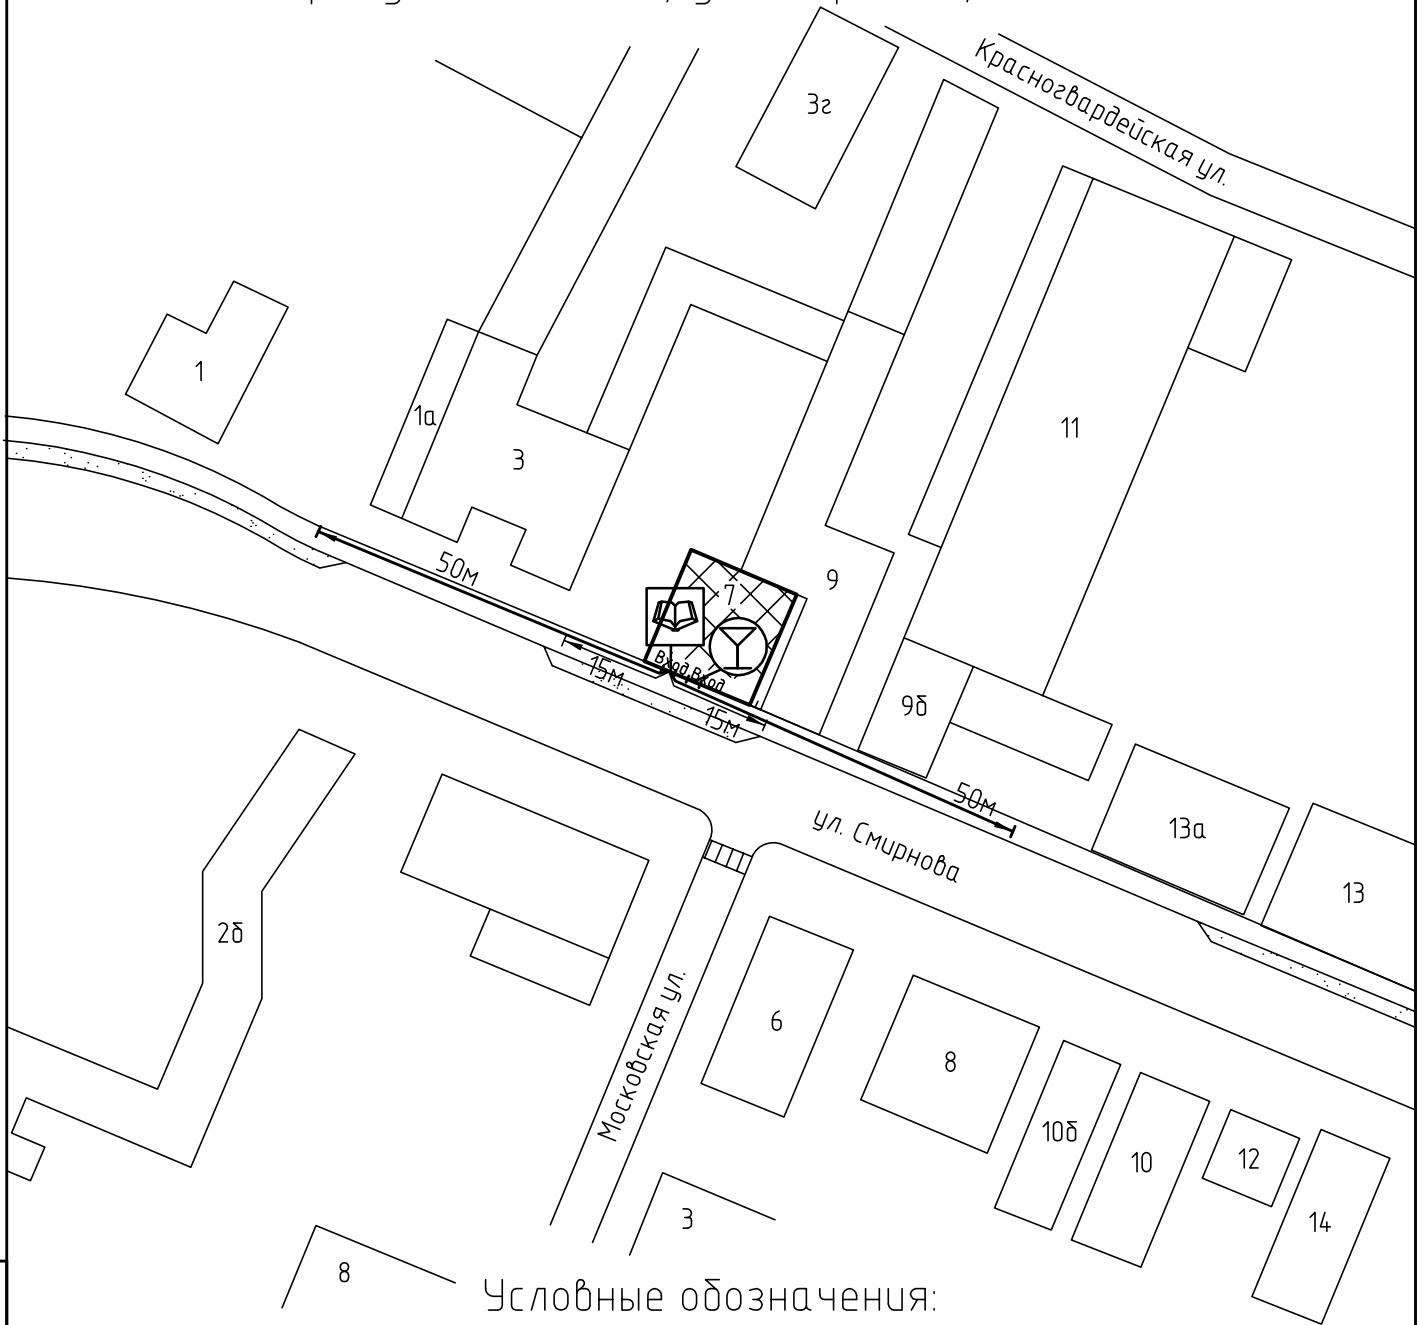 Красногвардейская ул.
3г
1
1а
3
11
50м
7
9
Вход
Вход
15м
15м
9б
50м
ул. Смирнова
13а
13
2б
Московская ул.
6
8
10б
10
12
14
3
8
Условные обозначения: